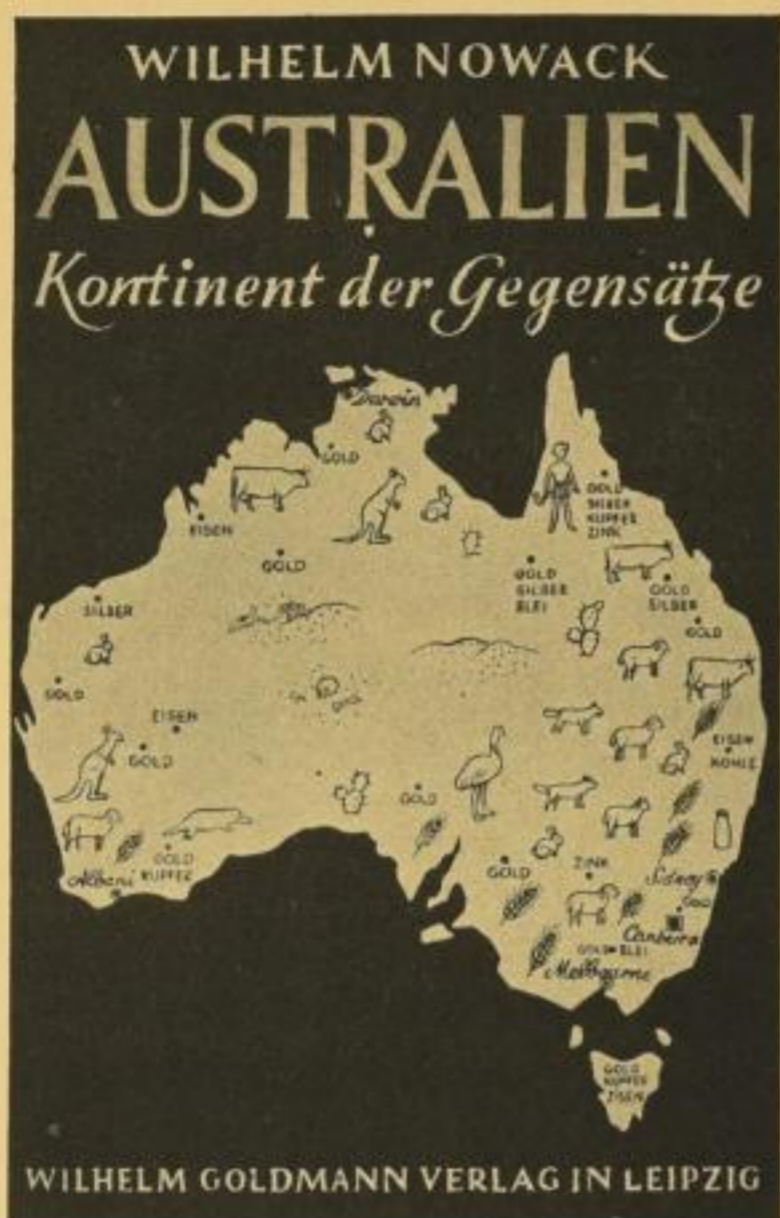 WILHELM NOWACK
AUSTRALIEN
Kontinent der Gegensätze
Darwin
GOLD
GOLD
SILBER
KUPFER
ZINK
EISEN
GOLD
GOLD
SILBER
BLEI
GOLD
SILBER
SILBER
GOLD
GOLD
EISEN
GOLD
EISEN
KOHLE
GOLD
GOLD
KUPFER
Albani
GOLD
ZINK
Sidney
Canberra
GOLD BLEI
Melbourne
GOLD
KUPFER
WILHELM GOLDMANN VERLAG IN LEIPZIG